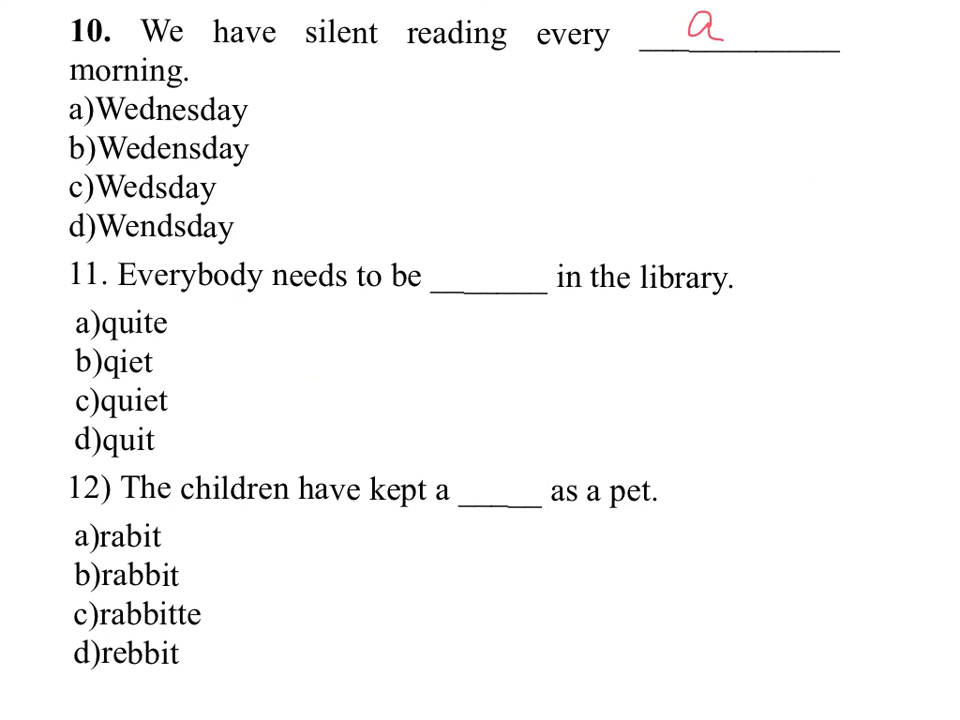 10. We have silent reading every ___a___
morning.
a)Wednesday
b)Wedensday
c)Wedsday
d)Wendsday
11. Everybody needs to be _______ in the library.
a)quite
b)qiet
c)quiet
d)quit
12) The children have kept a _____ as a pet.
a)rabit
b)rabbit
c)rabbitte
d)rebbit